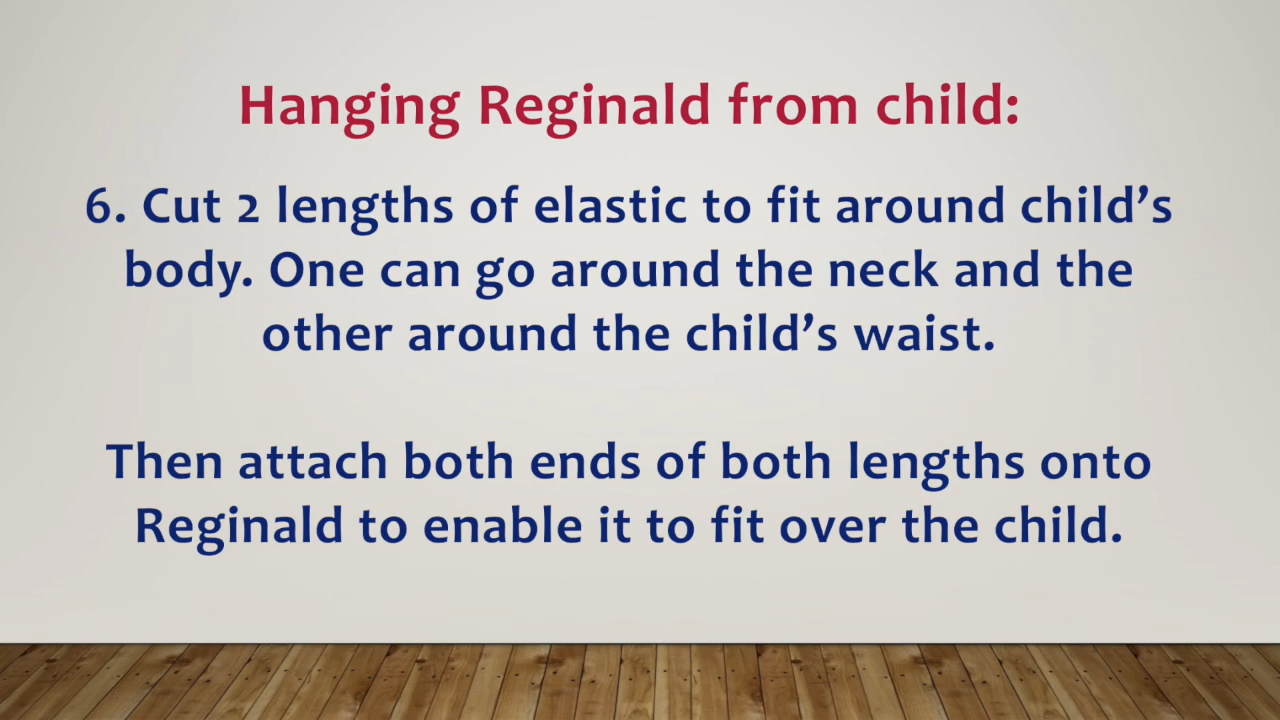 Hanging Reginald from child:
6. Cut 2 lengths of elastic to fit around child’s
body. One can go around the neck and the
other around the child’s waist.
Then attach both ends of both lengths onto
Reginald to enable it to fit over the child.